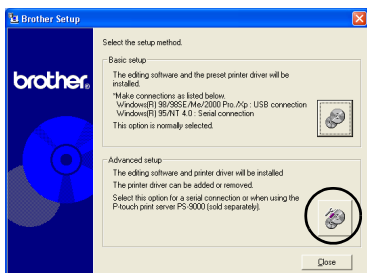 Brother Setup
Select the setup method.
brother®
Basic setup
The editing software and the preset printer driver will be
installed.
*Make connections as listed below.
Windows(R) 98/98SE/Me/2000 Pro./Xp : USB connection
Windows(R) 95/NT 4.0 : Serial connection
This option is normally selected.
Advanced setup
The editing software and printer driver will be installed
The printer driver can be added or removed.
Select this option for a serial connection or when using the
P-touch print server PS-9000 (sold separately).
Close